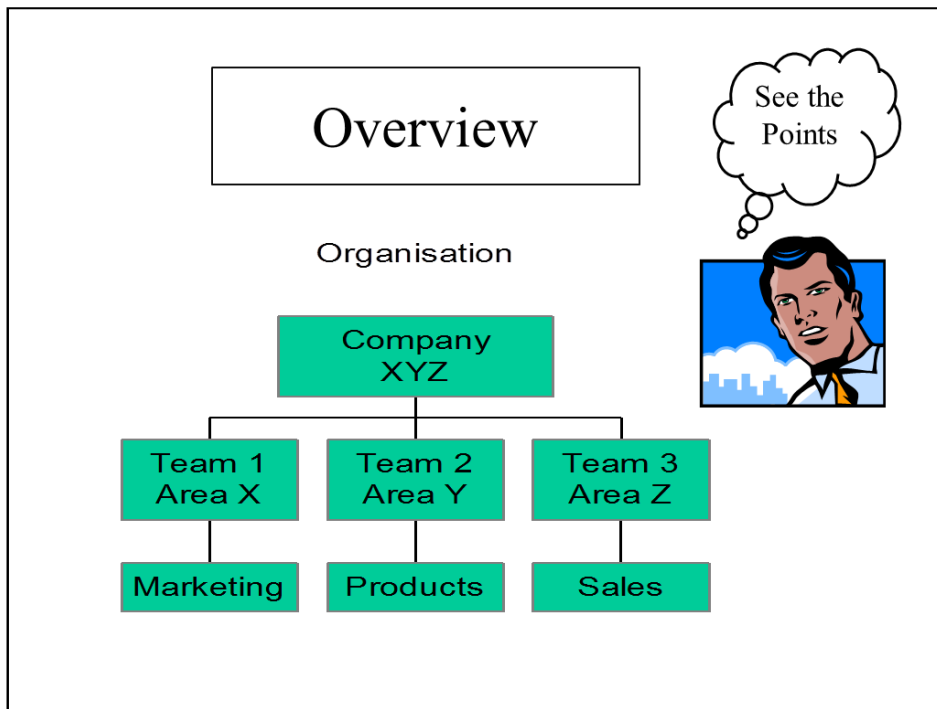 Overview
See the
Points
Organisation
Company
XYZ
Team 1
Area X
Team 2
Area Y
Team 3
Area Z
Marketing
Products
Sales